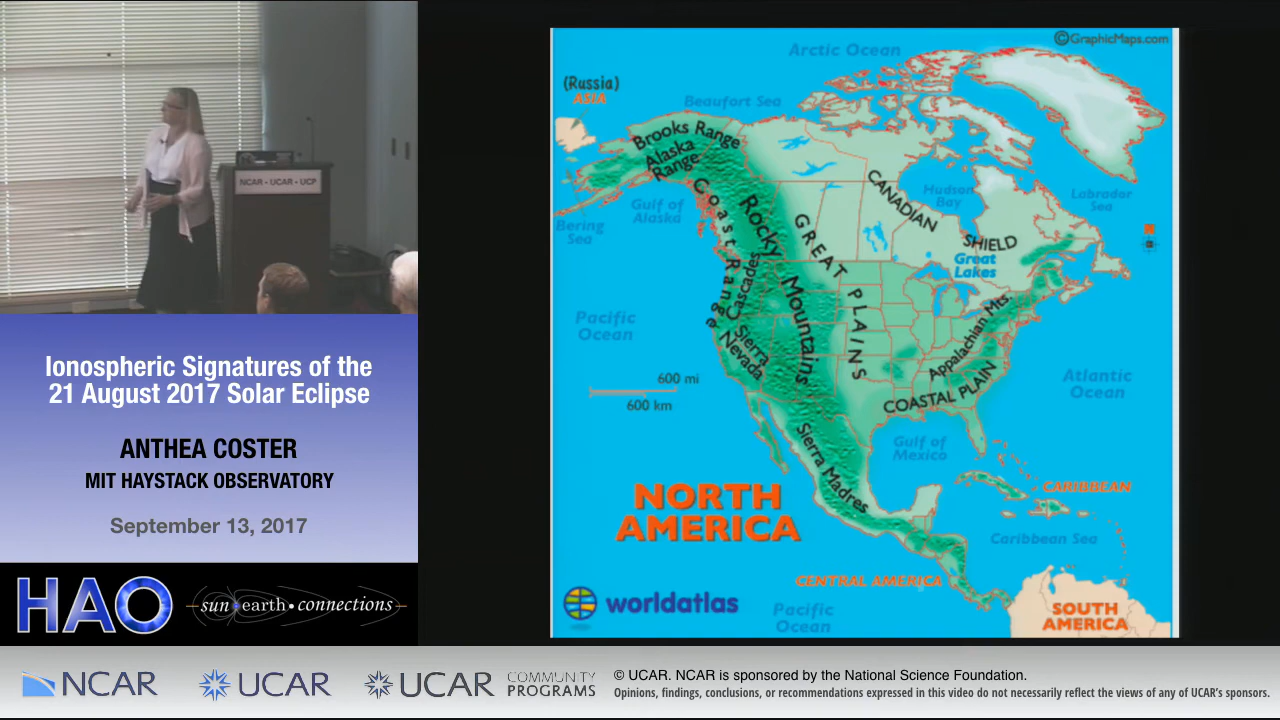 NCAR - UCAR - UCP
Ionospheric Signatures of the
21 August 2017 Solar Eclipse
ANTHEA COSTER
MIT HAYSTACK OBSERVATORY
September 13, 2017
HAO
sun earth connections
©GraphicMaps.com
Arctic Ocean
(Russia)
ASIA
Beaufort Sea
Brooks Range
Alaska
Range
Gulf of
Alaska
Bering
Sea
Coast Range
Rocky Mountains
Cascades
Sierra
Nevada
GREAT PLAINS
CANADIAN SHIELD
Hudson
Bay
Labrador
Sea
Great
Lakes
Appalachian Mts.
COASTAL PLAIN
Pacific
Ocean
600 mi
600 km
Atlantic
Ocean
Gulf of
Mexico
Sierra Madres
NORTH
AMERICA
CARIBBEAN
Caribbean Sea
CENTRAL AMERICA
worldatlas
Pacific
Ocean
SOUTH
AMERICA
NCAR
UCAR
UCAR
COMMUNITY
PROGRAMS
© UCAR. NCAR is sponsored by the National Science Foundation.
Opinions, findings, conclusions, or recommendations expressed in this video do not necessarily reflect the views of any of UCAR's sponsors.